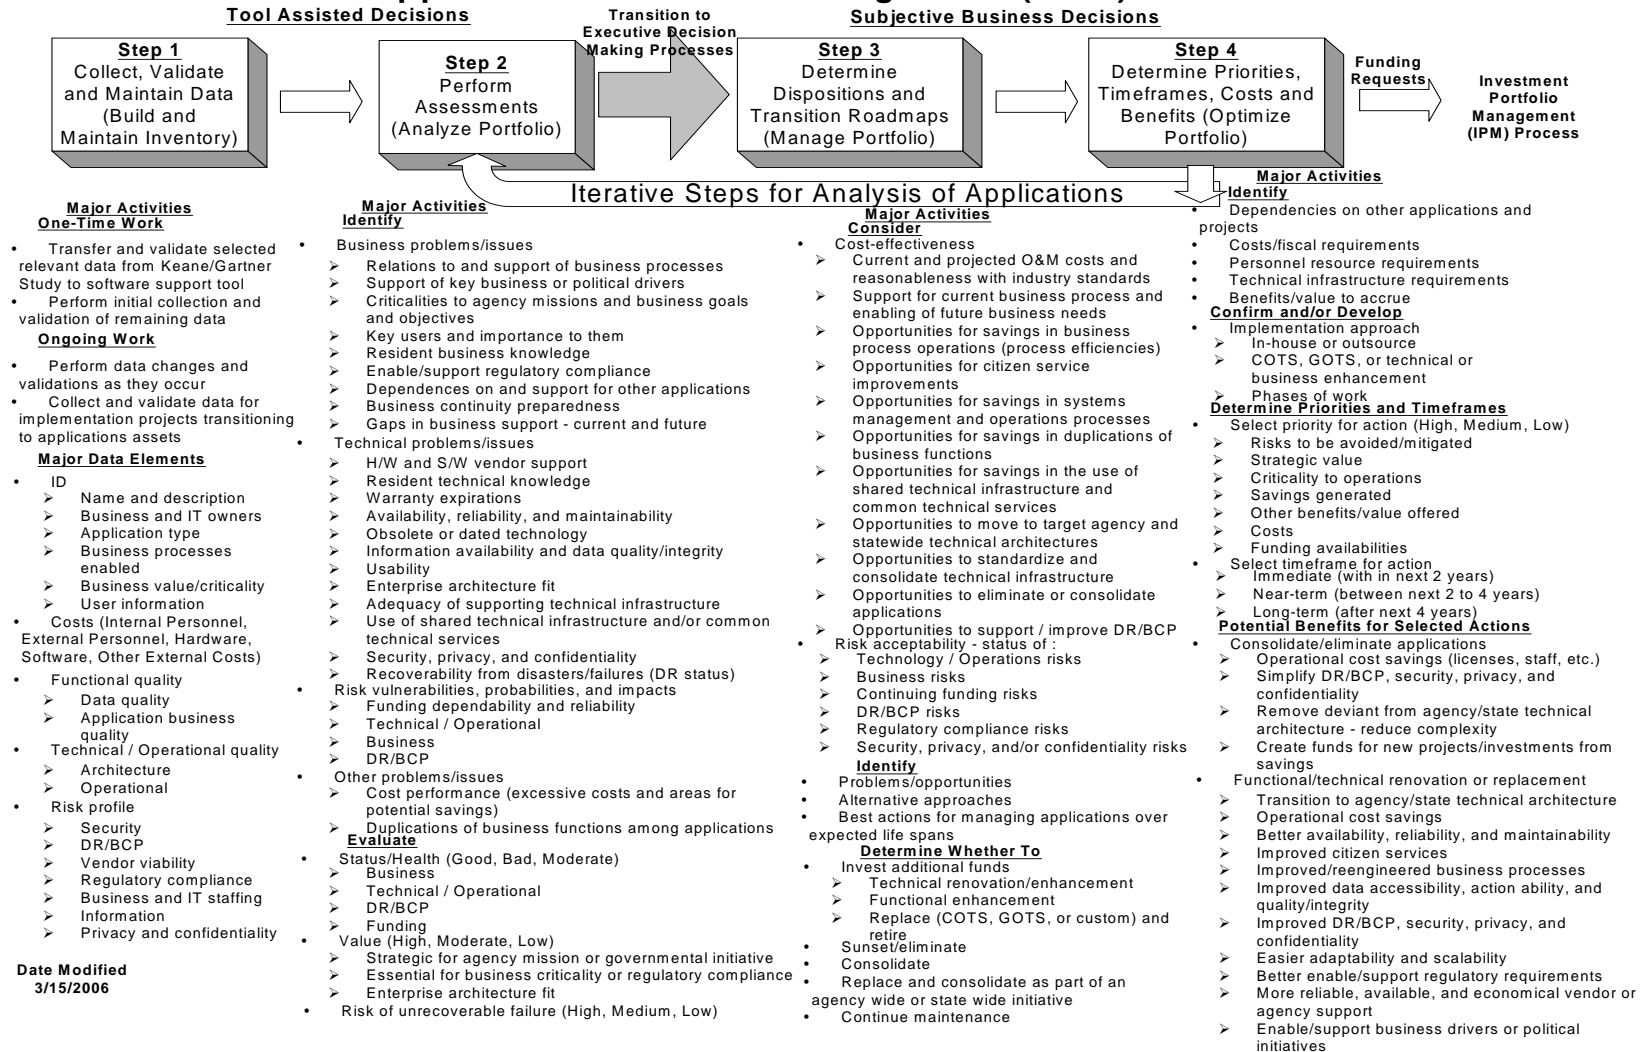 Tool Assisted Decisions
Transition to
Executive Decision
Making Processes
Subjective Business Decisions
Step 1
Collect, Validate
and Maintain Data
(Build and
Maintain Inventory)
Step 2
Perform
Assessments
(Analyze Portfolio)
Step 3
Determine
Dispositions and
Transition Roadmaps
(Manage Portfolio)
Step 4
Determine Priorities,
Timeframes, Costs and
Benefits (Optimize
Portfolio)
Funding
Requests
Investment
Portfolio
Management
(IPM) Process
Iterative Steps for Analysis of Applications
Major Activities
One-Time Work
• Transfer and validate selected
relevant data from Keane/Gartner
Study to software support tool
• Perform initial collection and
validation of remaining data
Ongoing Work
• Perform data changes and
validations as they occur
• Collect and validate data for
implementation projects transitioning
to applications assets
Major Data Elements
• ID
➢ Name and description
➢ Business and IT owners
➢ Application type
➢ Business processes
enabled
➢ Business value/criticality
➢ User information
• Costs (Internal Personnel,
External Personnel, Hardware,
Software, Other External Costs)
• Functional quality
➢ Data quality
➢ Application business
quality
• Technical / Operational quality
➢ Architecture
➢ Operational
• Risk profile
➢ Security
➢ DR/BCP
➢ Vendor viability
➢ Regulatory compliance
➢ Business and IT staffing
➢ Information
➢ Privacy and confidentiality
Date Modified
3/15/2006
Major Activities
Identify
• Business problems/issues
➢ Relations to and support of business processes
➢ Support of key business or political drivers
➢ Criticalities to agency missions and business goals
and objectives
➢ Key users and importance to them
➢ Resident business knowledge
➢ Enable/support regulatory compliance
➢ Dependences on and support for other applications
➢ Business continuity preparedness
➢ Gaps in business support - current and future
• Technical problems/issues
➢ H/W and S/W vendor support
➢ Resident technical knowledge
➢ Warranty expirations
➢ Availability, reliability, and maintainability
➢ Obsolete or dated technology
➢ Information availability and data quality/integrity
➢ Usability
➢ Enterprise architecture fit
➢ Adequacy of supporting technical infrastructure
➢ Use of shared technical infrastructure and/or common
technical services
➢ Security, privacy, and confidentiality
➢ Recoverability from disasters/failures (DR status)
• Risk vulnerabilities, probabilities, and impacts
➢ Funding dependability and reliability
➢ Technical / Operational
➢ Business
➢ DR/BCP
• Other problems/issues
➢ Cost performance (excessive costs and areas for
potential savings)
➢ Duplications of business functions among applications
Evaluate
• Status/Health (Good, Bad, Moderate)
➢ Business
➢ Technical / Operational
➢ DR/BCP
➢ Funding
• Value (High, Moderate, Low)
➢ Strategic for agency mission or governmental initiative
➢ Essential for business criticality or regulatory compliance
➢ Enterprise architecture fit
• Risk of unrecoverable failure (High, Medium, Low)
Major Activities
Consider
• Cost-effectiveness
➢ Current and projected O&M costs and
reasonableness with industry standards
➢ Support for current business process and
enabling of future business needs
➢ Opportunities for savings in business
process operations (process efficiencies)
➢ Opportunities for citizen service
improvements
➢ Opportunities for savings in systems
management and operations processes
➢ Opportunities for savings in duplications of
business functions
➢ Opportunities for savings in the use of
shared technical infrastructure and
common technical services
➢ Opportunities to move to target agency and
statewide technical architectures
➢ Opportunities to standardize and
consolidate technical infrastructure
➢ Opportunities to eliminate or consolidate
applications
➢ Opportunities to support / improve DR/BCP
• Risk acceptability - status of :
➢ Technology / Operations risks
➢ Business risks
➢ Continuing funding risks
➢ DR/BCP risks
➢ Regulatory compliance risks
➢ Security, privacy, and/or confidentiality risks
Identify
• Problems/opportunities
• Alternative approaches
• Best actions for managing applications over
expected life spans
Determine Whether To
• Invest additional funds
➢ Technical renovation/enhancement
➢ Functional enhancement
➢ Replace (COTS, GOTS, or custom) and
retire
• Sunset/eliminate
• Consolidate
• Replace and consolidate as part of an
agency wide or state wide initiative
• Continue maintenance
Major Activities
Identify
• Dependencies on other applications and
projects
• Costs/fiscal requirements
• Personnel resource requirements
• Technical infrastructure requirements
• Benefits/value to accrue
Confirm and/or Develop
• Implementation approach
➢ In-house or outsource
➢ COTS, GOTS, or technical or
business enhancement
➢ Phases of work
Determine Priorities and Timeframes
• Select priority for action (High, Medium, Low)
➢ Risks to be avoided/mitigated
➢ Strategic value
➢ Criticality to operations
➢ Savings generated
➢ Other benefits/value offered
➢ Costs
➢ Funding availabilities
• Select timeframe for action
➢ Immediate (with in next 2 years)
➢ Near-term (between next 2 to 4 years)
➢ Long-term (after next 4 years)
Potential Benefits for Selected Actions
• Consolidate/eliminate applications
➢ Operational cost savings (licenses, staff, etc.)
➢ Simplify DR/BCP, security, privacy, and
confidentiality
➢ Remove deviant from agency/state technical
architecture - reduce complexity
➢ Create funds for new projects/investments from
savings
• Functional/technical renovation or replacement
➢ Transition to agency/state technical architecture
➢ Operational cost savings
➢ Better availability, reliability, and maintainability
➢ Improved citizen services
➢ Improved/reengineered business processes
➢ Improved data accessibility, action ability, and
quality/integrity
➢ Improved DR/BCP, security, privacy, and
confidentiality
➢ Easier adaptability and scalability
➢ Better enable/support regulatory requirements
➢ More reliable, available, and economical vendor or
agency support
➢ Enable/support business drivers or political
initiatives